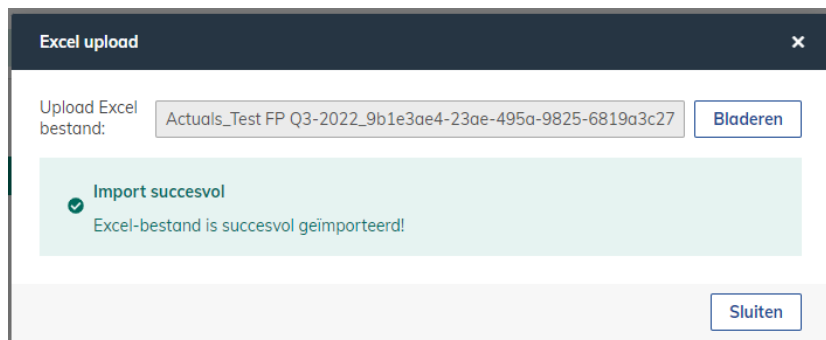 Excel upload
Upload Excel
bestand:
Actuals_Test FP Q3-2022_9b1e3ae4-23ae-495a-9825-6819a3c27
Bladeren
Import succesvol
Excel-bestand is succesvol geïmporteerd!
Sluiten